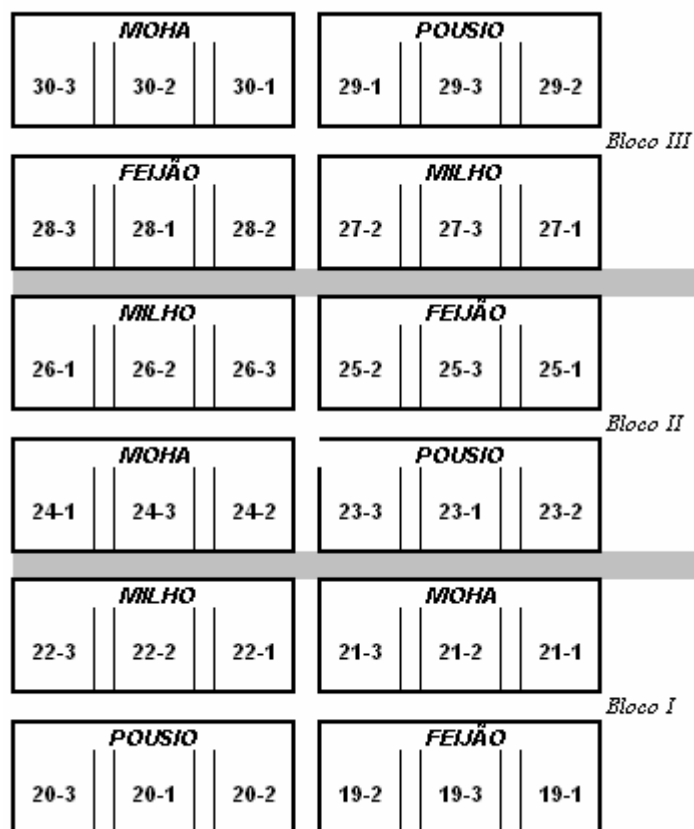 MOHA POUSIO
30-3 30-2 30-1 29-1 29-3 29-2
Bloco III
FEIJÃO MILHO
28-3 28-1 28-2 27-2 27-3 27-1
MILHO FEIJÃO
26-1 26-2 26-3 25-2 25-3 25-1
Bloco II
MOHA POUSIO
24-1 24-3 24-2 23-3 23-1 23-2
MILHO MOHA
22-3 22-2 22-1 21-3 21-2 21-1
Bloco I
POUSIO FEIJÃO
20-3 20-1 20-2 19-2 19-3 19-1